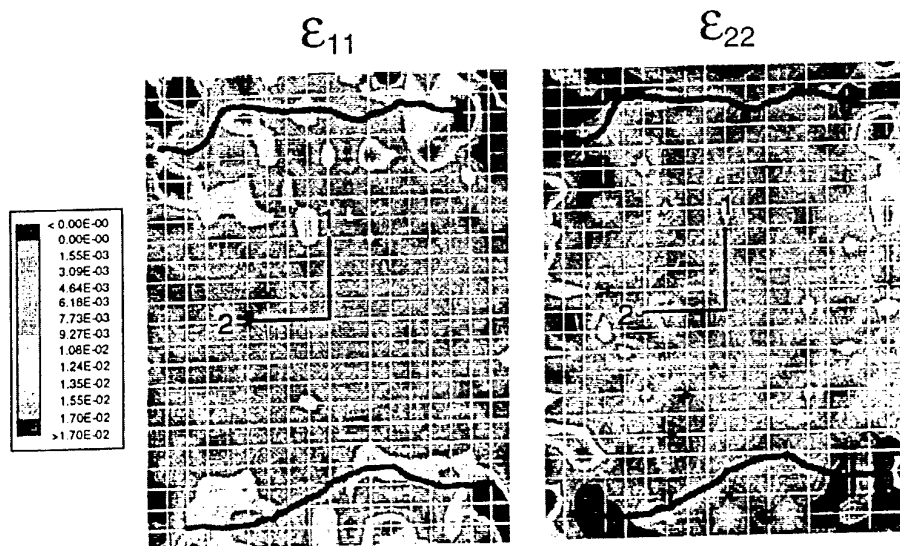 ε11
ε22
< 0.00E-00
0.00E-00
1.55E-03
3.09E-03
4.64E-03
6.18E-03
7.73E-03
9.27E-03
1.08E-02
1.24E-02
1.35E-02
1.55E-02
1.70E-02
>1.70E-02
1
2
2